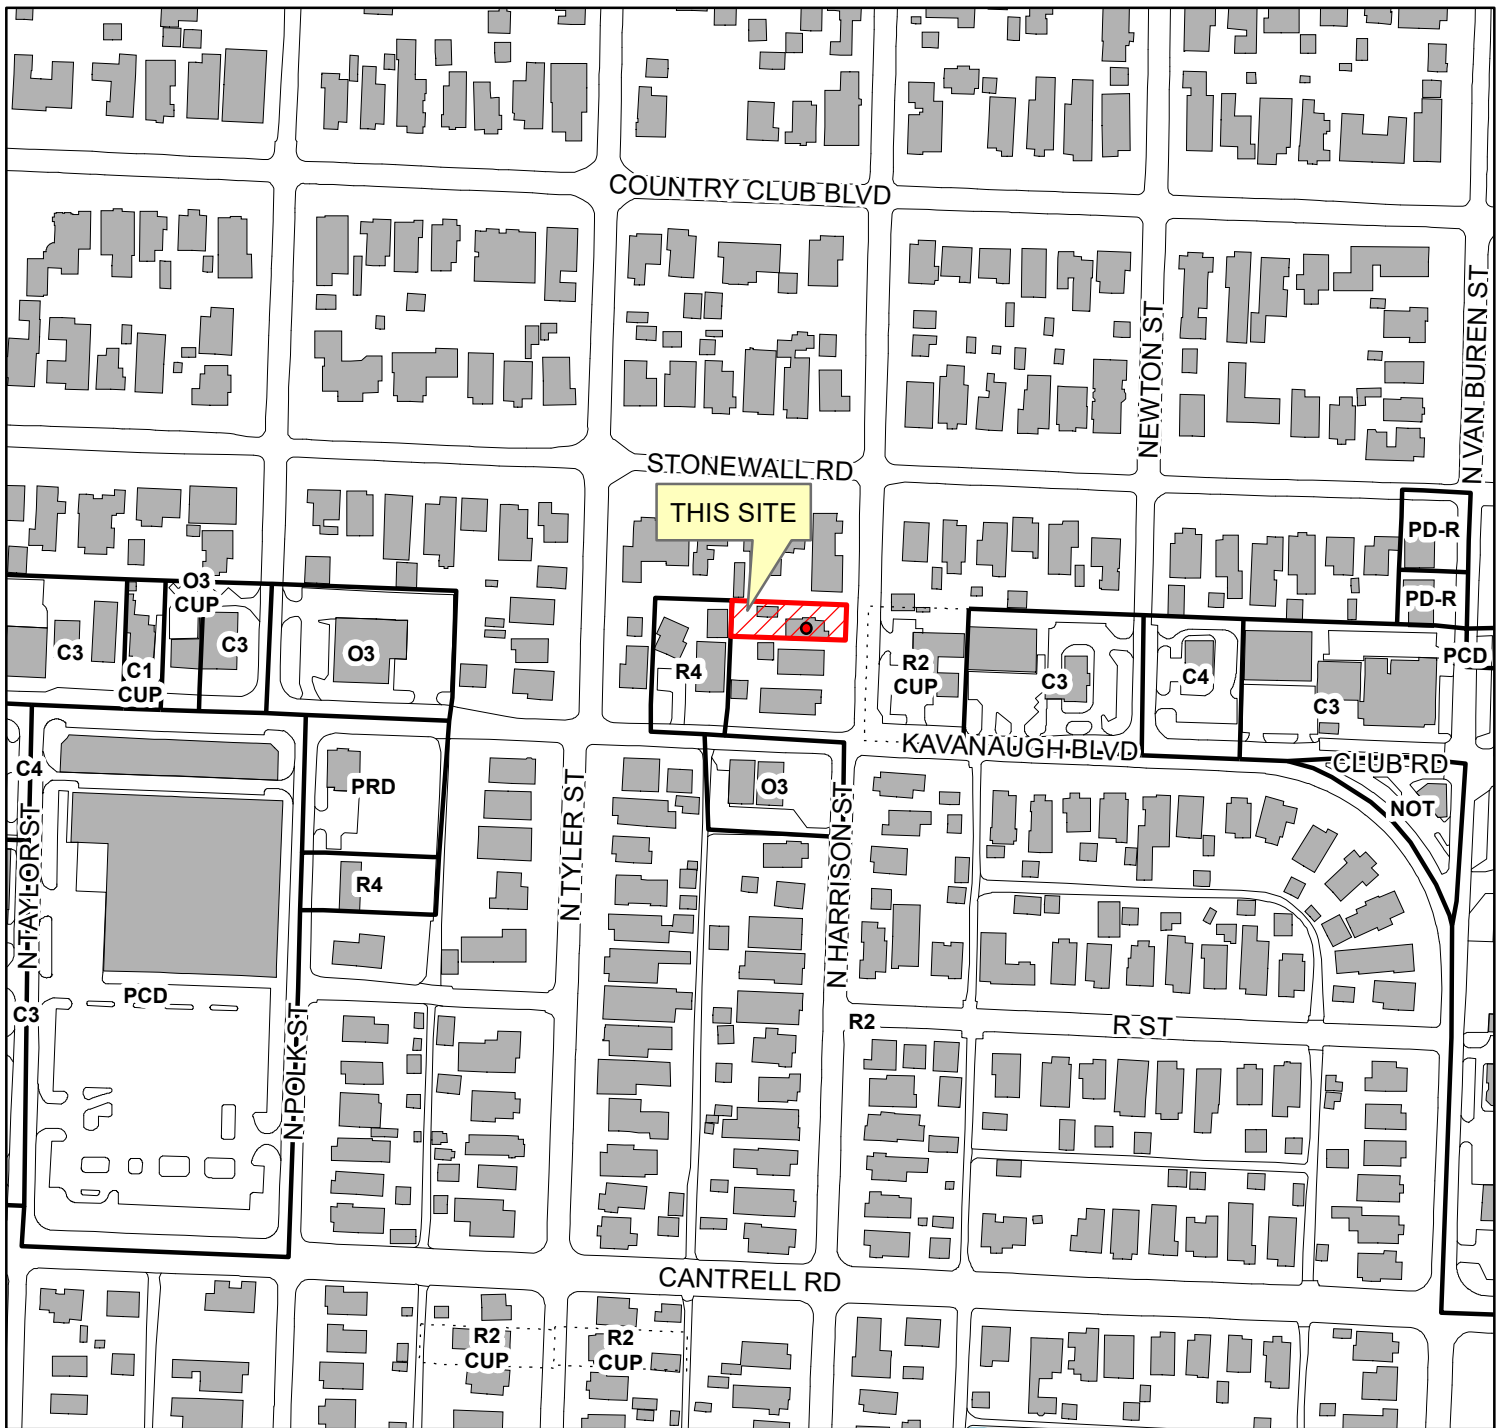 COUNTRY CLUB BLVD
NEWTON ST
N VAN BUREN ST
STONEWALL RD
THIS SITE
PD-R
PD-R
O3
CUP
C3
C1
CUP
C3
O3
R4
R2
CUP
C3
C4
C3
PCD
KAVANAUGH BLVD
CLUB RD
C4
PRD
O3
NOT
N TAYLOR ST
N TYLER ST
N HARRISON ST
R4
PCD
C3
N POLK ST
R2
R ST
CANTRELL RD
R2
CUP
R2
CUP